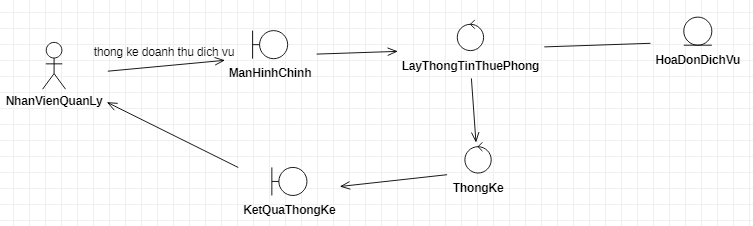 thong ke doanh thu dich vu
NhanVienQuanLy
ManHinhChinh
LayThongTinThuePhong
HoaDonDichVu
ThongKe
KetQuaThongKe